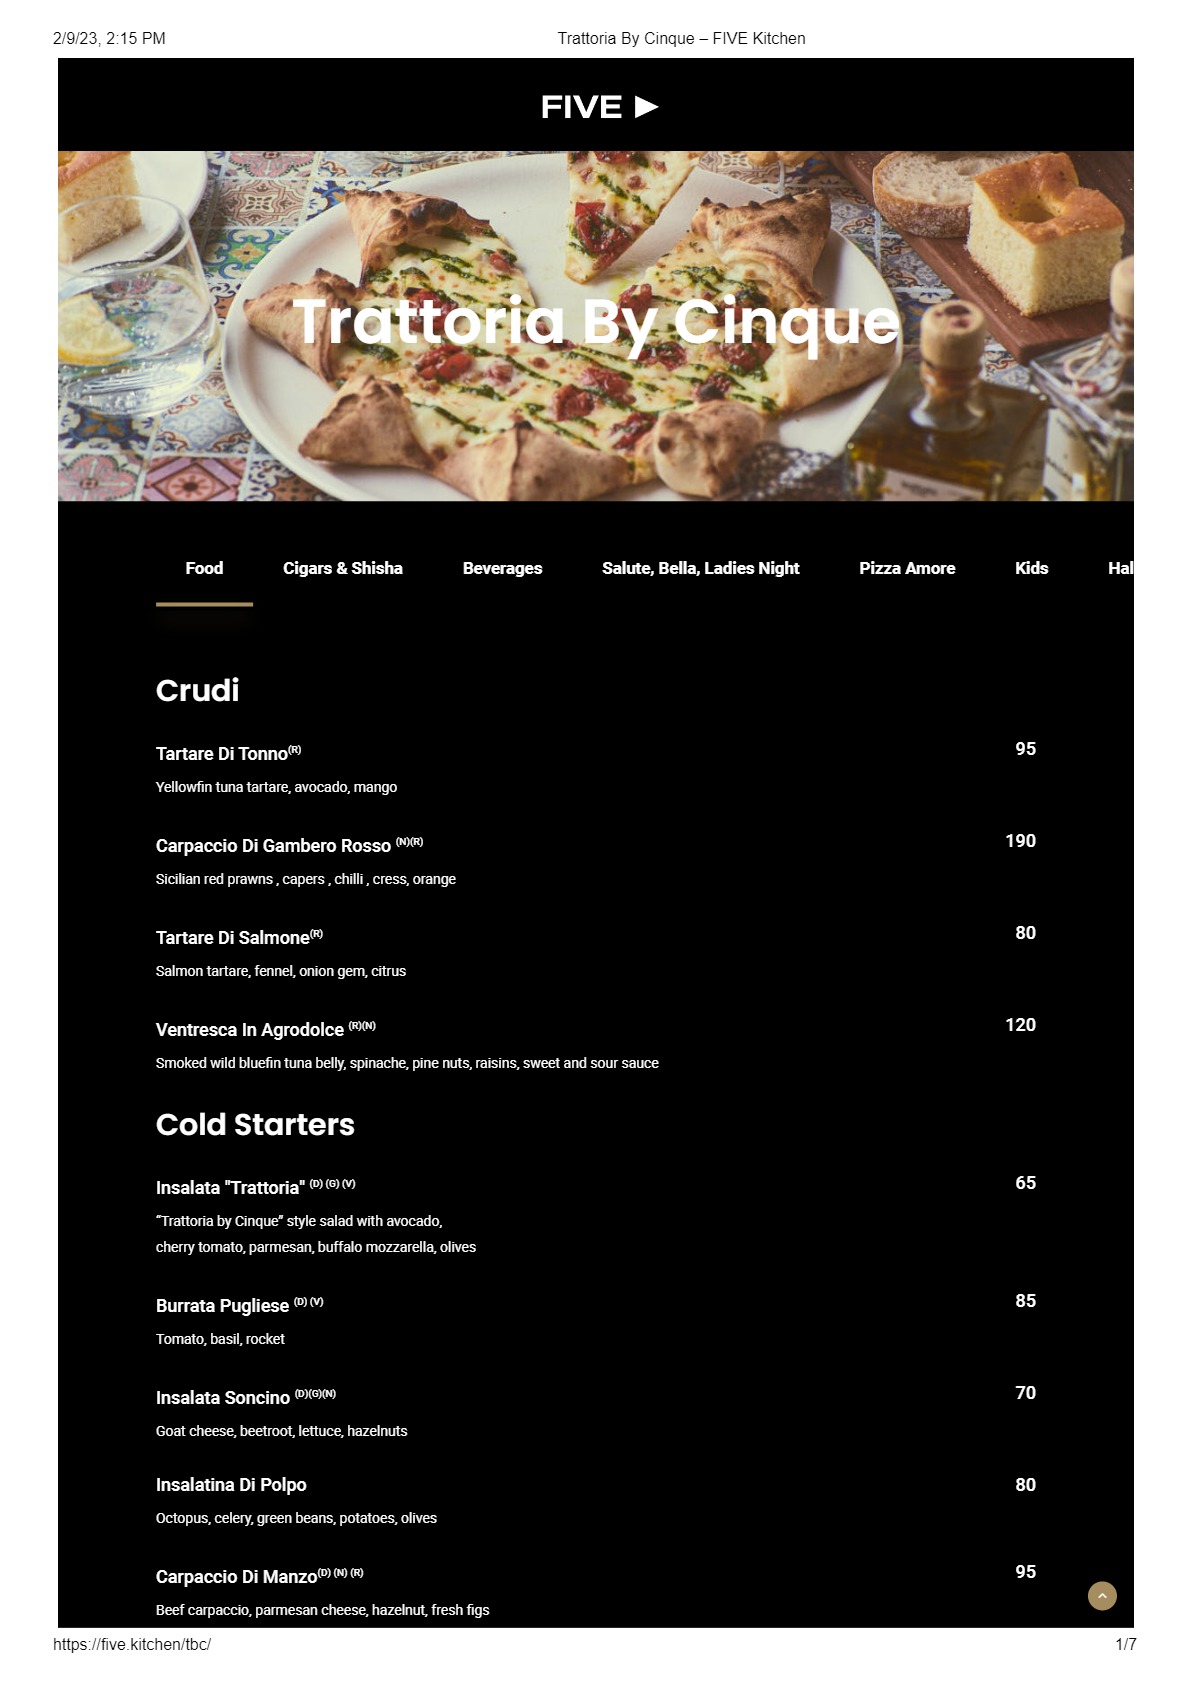 2/9/23, 2:15 PM Trattoria By Cinque – FIVE Kitchen
FIVE
Trattoria By Cinque
Food Cigars & Shisha Beverages Salute, Bella, Ladies Night Pizza Amore Kids Hal
Crudi
Tartare Di Tonno(R) 95
Yellowfin tuna tartare, avocado, mango
Carpaccio Di Gambero Rosso (N)(R) 190
Sicilian red prawns , capers , chilli , cress, orange
Tartare Di Salmone(R) 80
Salmon tartare, fennel, onion gem, citrus
Ventresca In Agrodolce (R)(N) 120
Smoked wild bluefin tuna belly, spinache, pine nuts, raisins, sweet and sour sauce
Cold Starters
Insalata "Trattoria" (D) (G) (V) 65
“Trattoria by Cinque” style salad with avocado,
cherry tomato, parmesan, buffalo mozzarella, olives
Burrata Pugliese (D) (V) 85
Tomato, basil, rocket
Insalata Soncino (D)(G)(N) 70
Goat cheese, beetroot, lettuce, hazelnuts
Insalatina Di Polpo 80
Octopus, celery, green beans, potatoes, olives
Carpaccio Di Manzo(D) (N) (R) 95
Beef carpaccio, parmesan cheese, hazelnut, fresh figs
https://five.kitchen/tbc/ 1/7